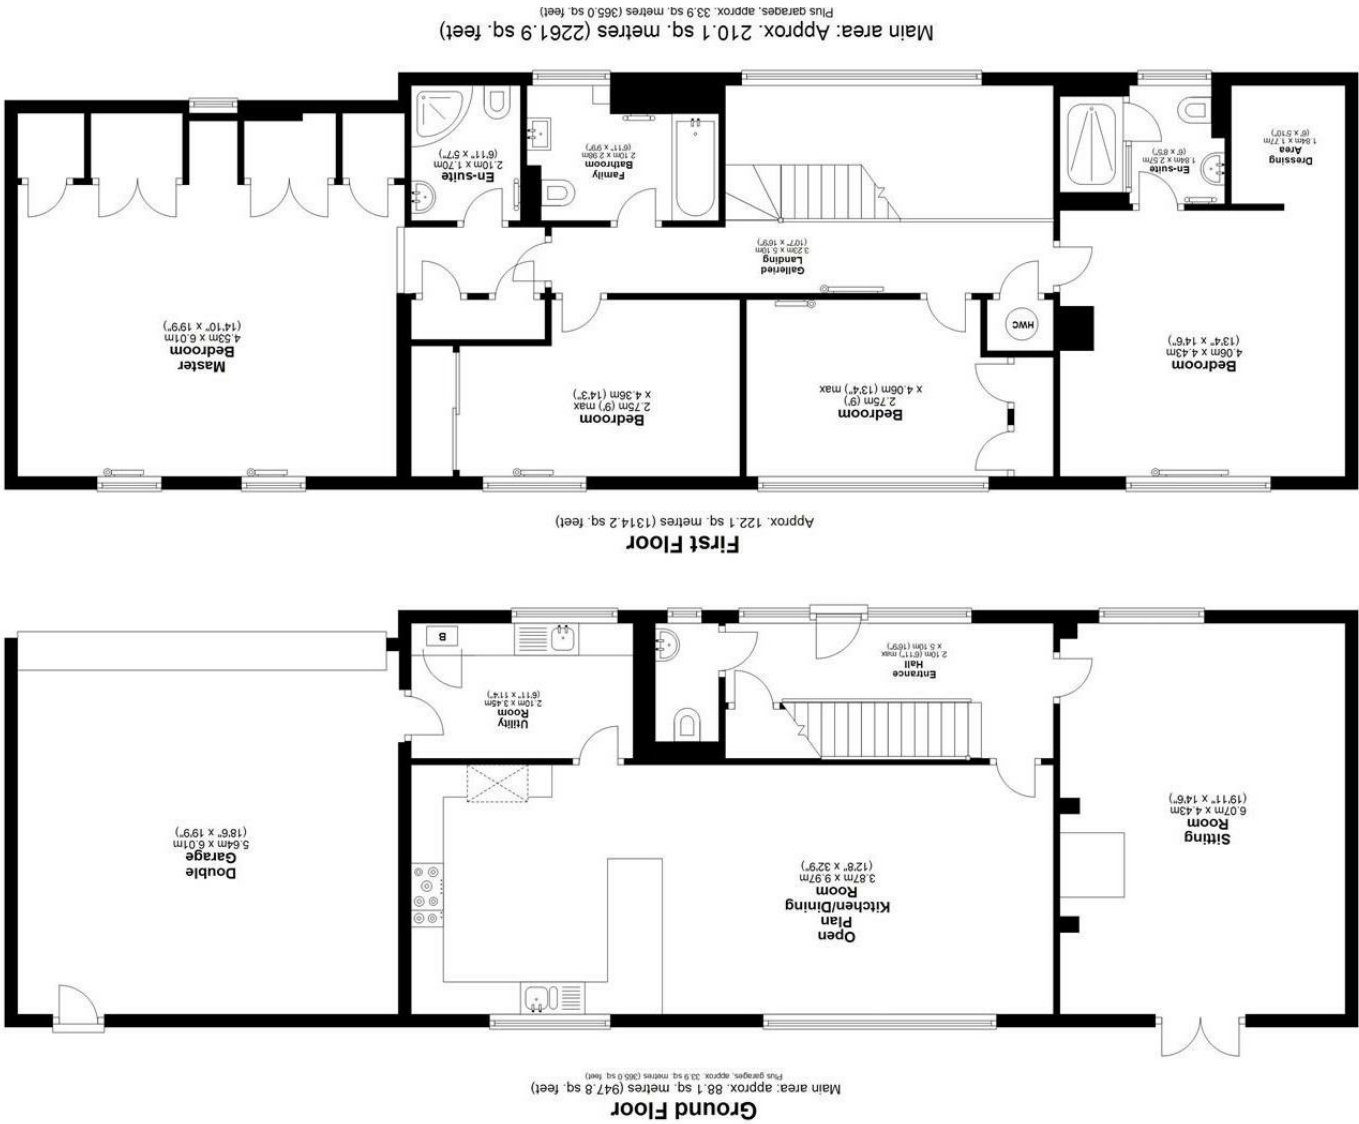 Ground Floor
Main area: approx. 88.1 sq. metres (947.8 sq. feet)
Plus garages, approx. 33.9 sq. metres (365.0 sq. feet)
Sitting
Room
6.07m x 4.43m
(19'11" x 14'6")
Open
Plan
Kitchen/Dining
Room
3.87m x 9.97m
(12'8" x 32'9")
Double
Garage
5.64m x 6.01m
(18'6" x 19'9")
Entrance
Hall
2.10m (6'11") max
x 5.10m (16'9")
Utility
Room
2.10m x 3.45m
(6'11" x 11'4")
B
First Floor
Approx. 122.1 sq. metres (1314.2 sq. feet)
Bedroom
4.06m x 4.43m
(13'4" x 14'6")
Bedroom
2.75m (9')
x 4.06m (13'4") max
Bedroom
2.75m (9') max
x 4.36m (14'3")
Master
Bedroom
4.53m x 6.01m
(14'10" x 19'9")
HWC
Galleried
Landing
3.23m x 5.10m
(10'7" x 16'9")
Dressing
Area
1.84m x 1.77m
(6' x 5'10")
En-suite
1.84m x 2.57m
(6' x 8'5")
Family
Bathroom
2.10m x 2.98m
(6'11" x 9'9")
En-suite
2.10m x 1.70m
(6'11" x 5'7")
Main area: Approx. 210.1 sq. metres (2261.9 sq. feet)
Plus garages, approx. 33.9 sq. metres (365.0 sq. feet)